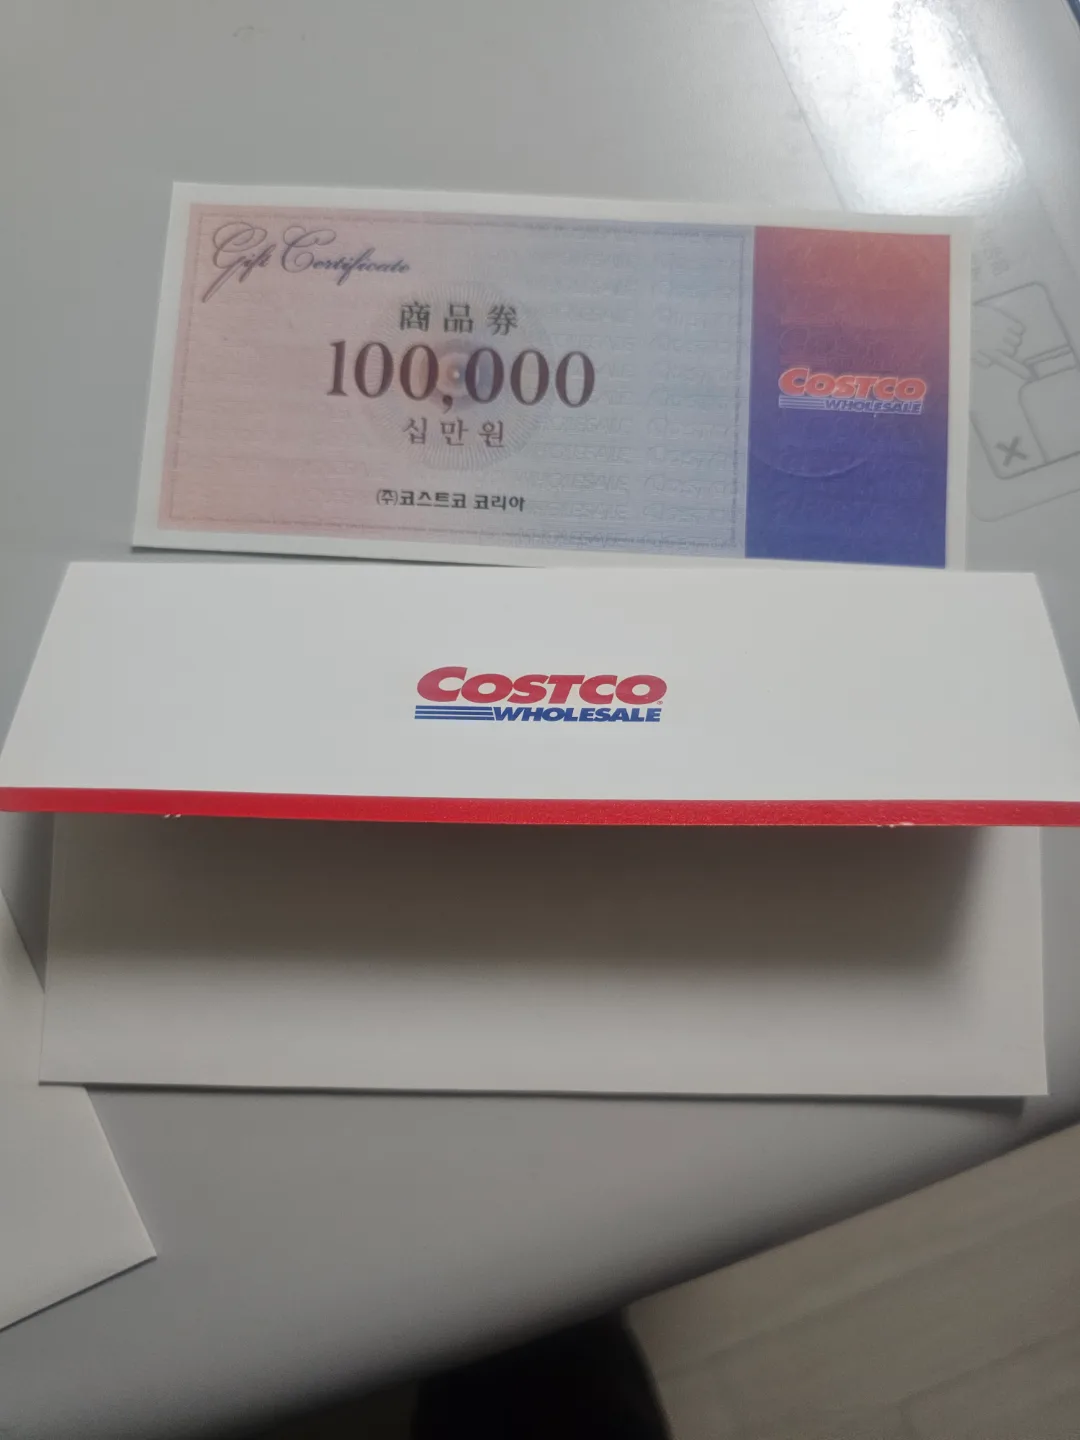 Gift Certificate
商品券
100,000
십만원
㈜코스트코 코리아
COSTCO
WHOLESALE
COSTCO
WHOLESALE